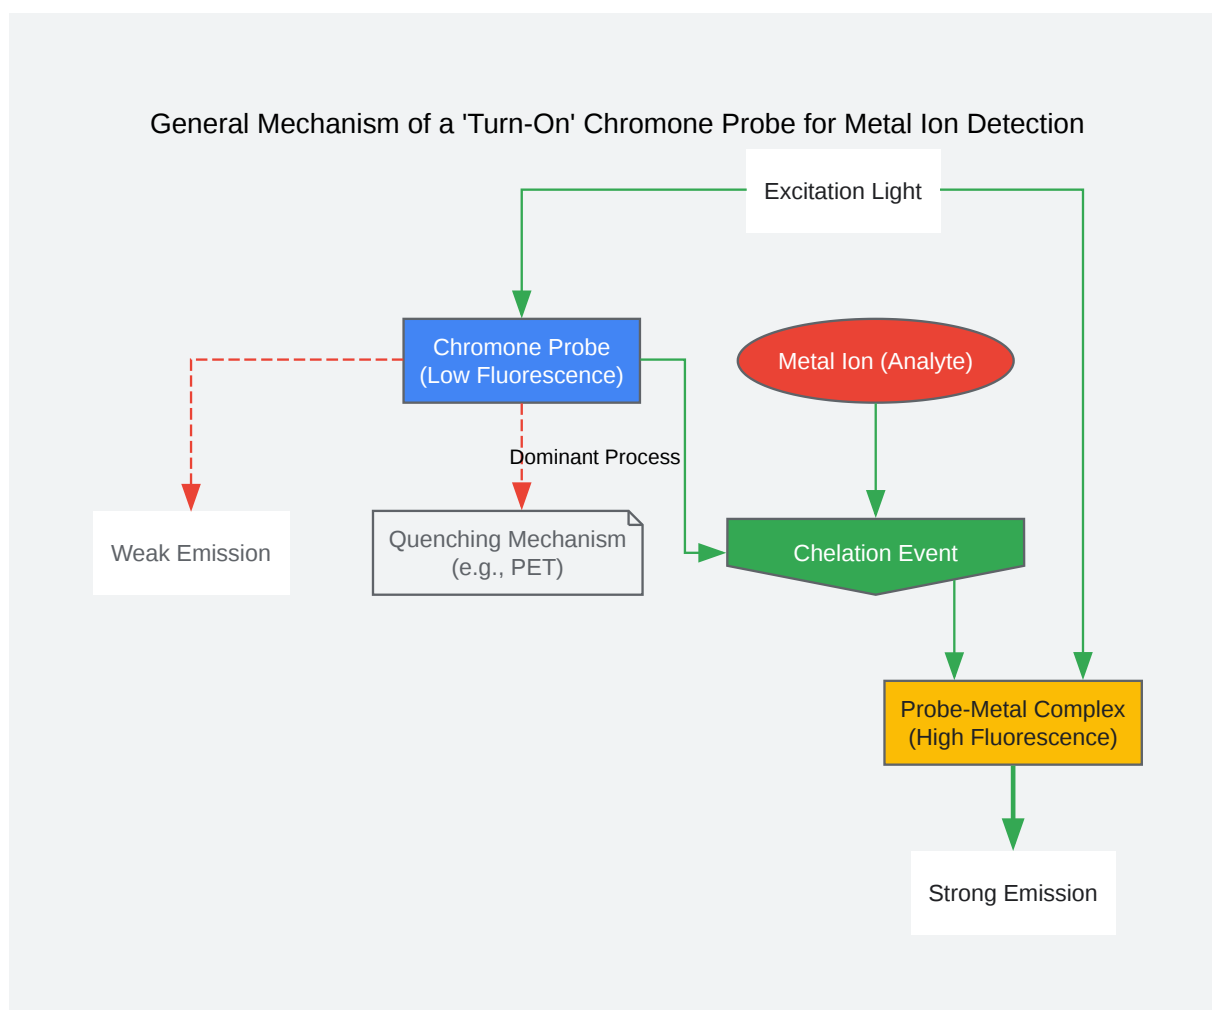 General Mechanism of a 'Turn-On' Chromone Probe for Metal Ion Detection
Excitation Light
Chromone Probe
(Low Fluorescence)
Metal Ion (Analyte)
Dominant Process
Weak Emission
Quenching Mechanism
(e.g., PET)
Chelation Event
Probe-Metal Complex
(High Fluorescence)
Strong Emission